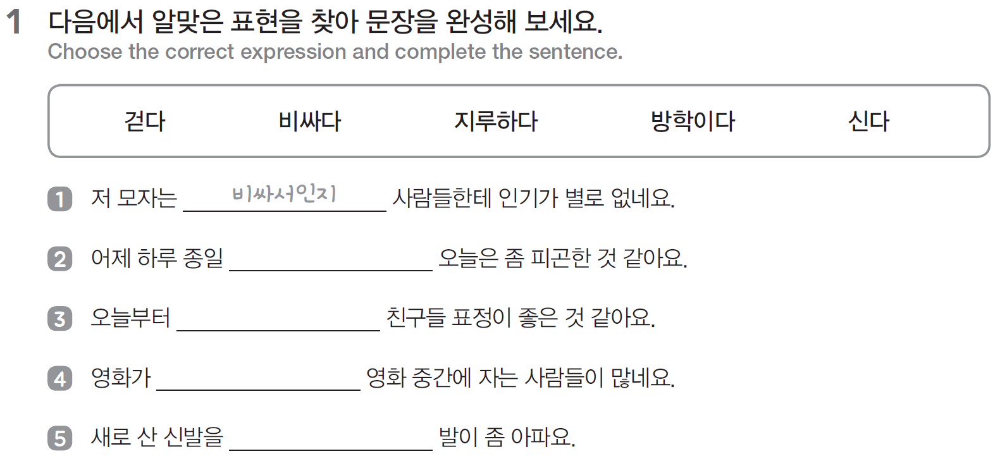 1 다음에서 알맞은 표현을 찾아 문장을 완성해 보세요.
Choose the correct expression and complete the sentence.
걷다 비싸다 지루하다 방학이다 신다
1 저 모자는 비싸서인지 사람들한테 인기가 별로 없네요.
2 어제 하루 종일 오늘은 좀 피곤한 것 같아요.
3 오늘부터 친구들 표정이 좋은 것 같아요.
4 영화가 영화 중간에 자는 사람들이 많네요.
5 새로 산 신발을 발이 좀 아파요.